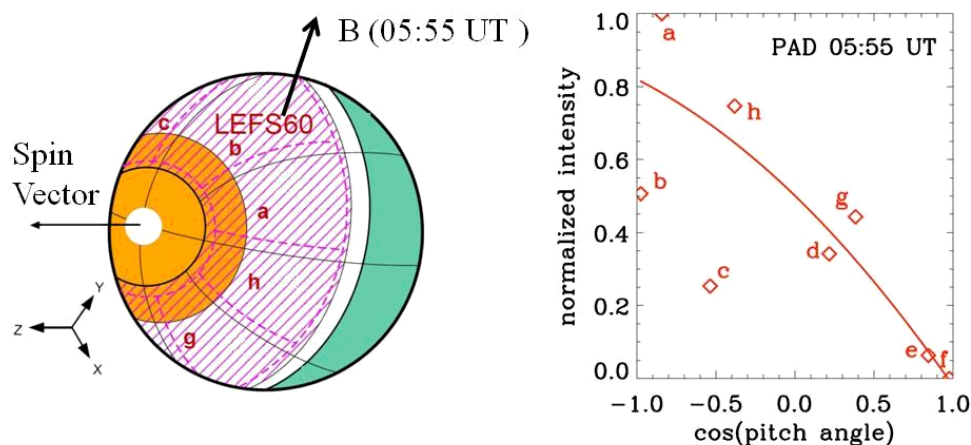 B (05:55 UT )
LEFS60
c
b
a
h
g
Spin
Vector
Y
Z
X
PAD 05:55 UT
normalized intensity
1.0
0.8
0.6
0.4
0.2
0.0
a
h
b
g
d
c
e
f
-1.0
-0.5
0.0
0.5
1.0
cos(pitch angle)